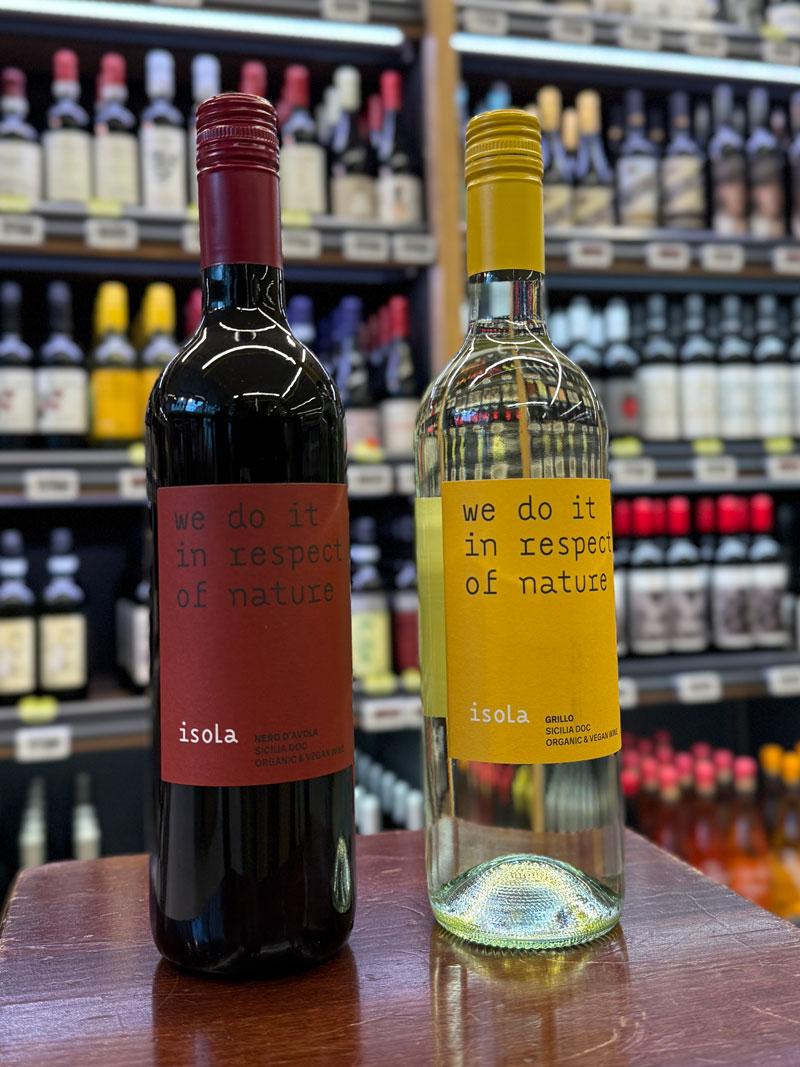 we do it
in respect
of nature
isola
NERO D'AVOLA
SICILIA DOC
ORGANIC & VEGAN WINE
we do it
in respect
of nature
isola
GRILLO
SICILIA DOC
ORGANIC & VEGAN WINE